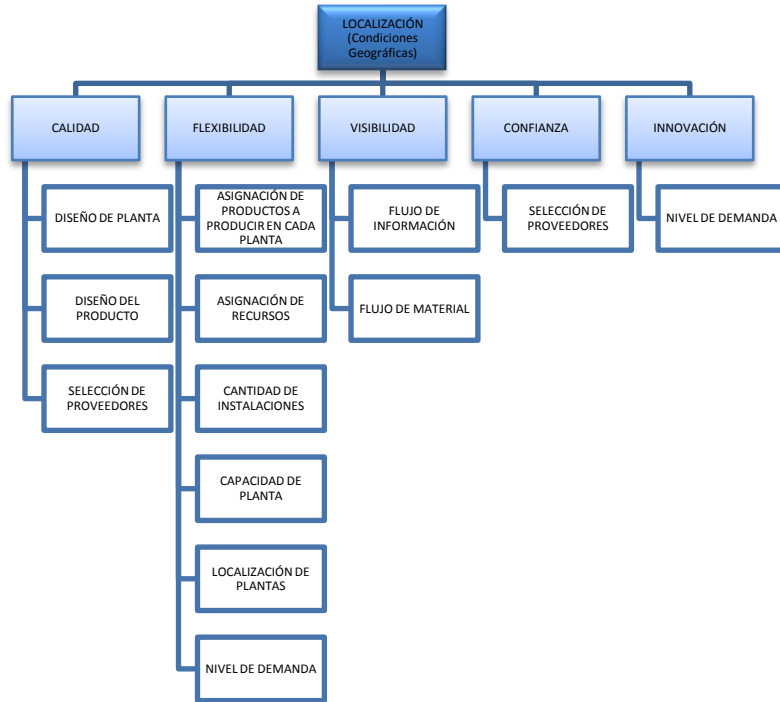 LOCALIZACIÓN
(Condiciones
Geográficas)
CALIDAD
FLEXIBILIDAD
VISIBILIDAD
CONFIANZA
INNOVACIÓN
DISEÑO DE PLANTA
DISEÑO DEL
PRODUCTO
SELECCIÓN DE
PROVEEDORES
ASIGNACIÓN DE
PRODUCTOS A
PRODUCIR EN CADA
PLANTA
ASIGNACIÓN DE
RECURSOS
CANTIDAD DE
INSTALACIONES
CAPACIDAD DE
PLANTA
LOCALIZACIÓN DE
PLANTAS
NIVEL DE DEMANDA
FLUJO DE
INFORMACIÓN
FLUJO DE MATERIAL
SELECCIÓN DE
PROVEEDORES
NIVEL DE DEMANDA